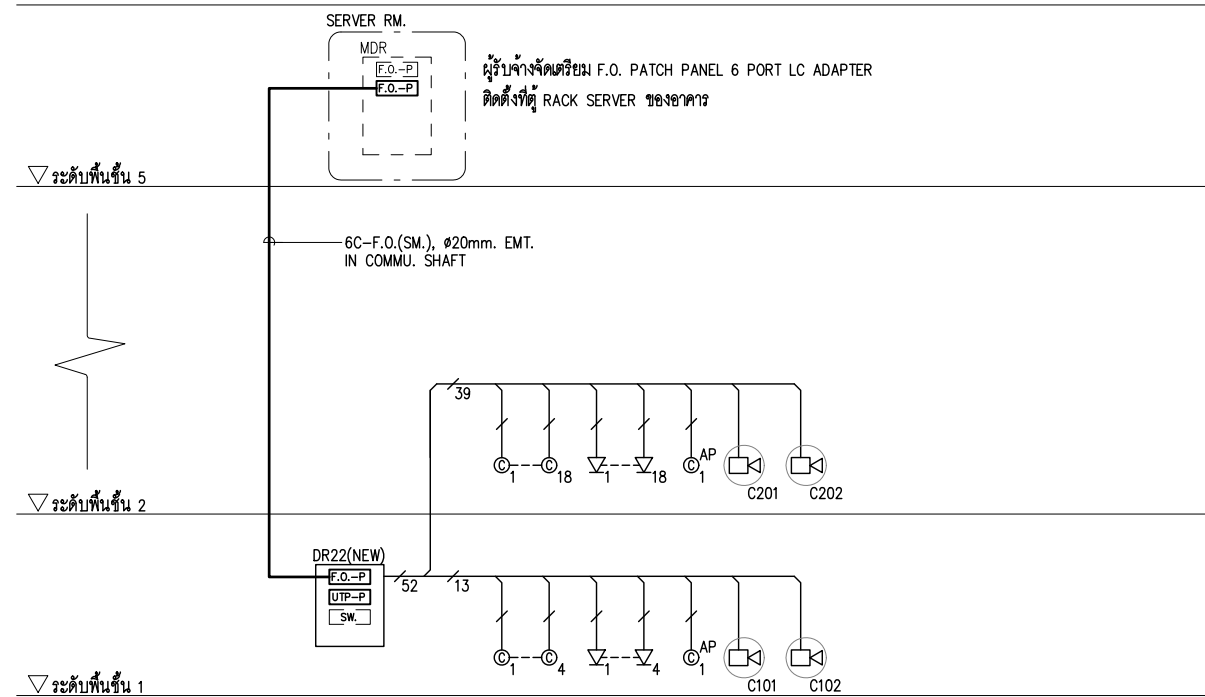 SERVER RM.
MDR
F.O.-P
F.O.-P
ผู้รับจ้างจัดเตรียม F.O. PATCH PANEL 6 PORT LC ADAPTER
ติดตั้งที่ตู้ RACK SERVER ของอาคาร
ระดับพื้นชั้น 5
6C-F.O.(SM.), ø20mm. EMT.
IN COMMU. SHAFT
39
C 1 C 18 1 18 C 1 AP C201 C202
ระดับพื้นชั้น 2
DR22(NEW)
F.O.-P
UTP-P
SW.
52 13
C 1 C 4 1 4 C 1 AP C101 C102
ระดับพื้นชั้น 1